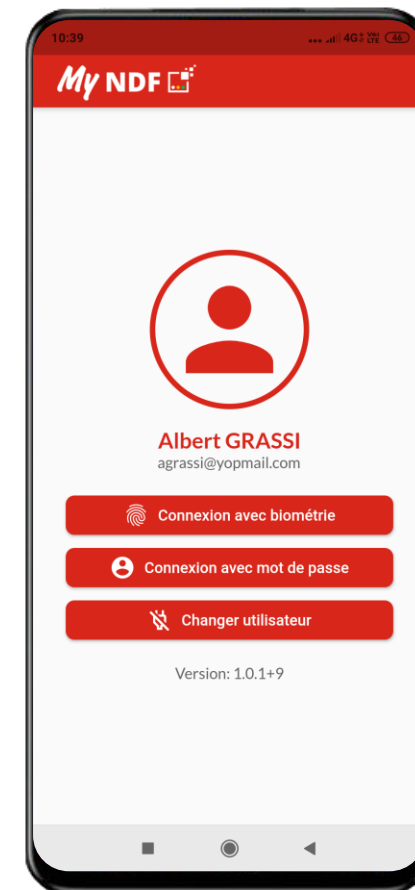 10:39 4G VoLTE 46
My NDF
Albert GRASSI
agrassi@yopmail.com
Connexion avec biométrie
Connexion avec mot de passe
Changer utilisateur
Version: 1.0.1+9